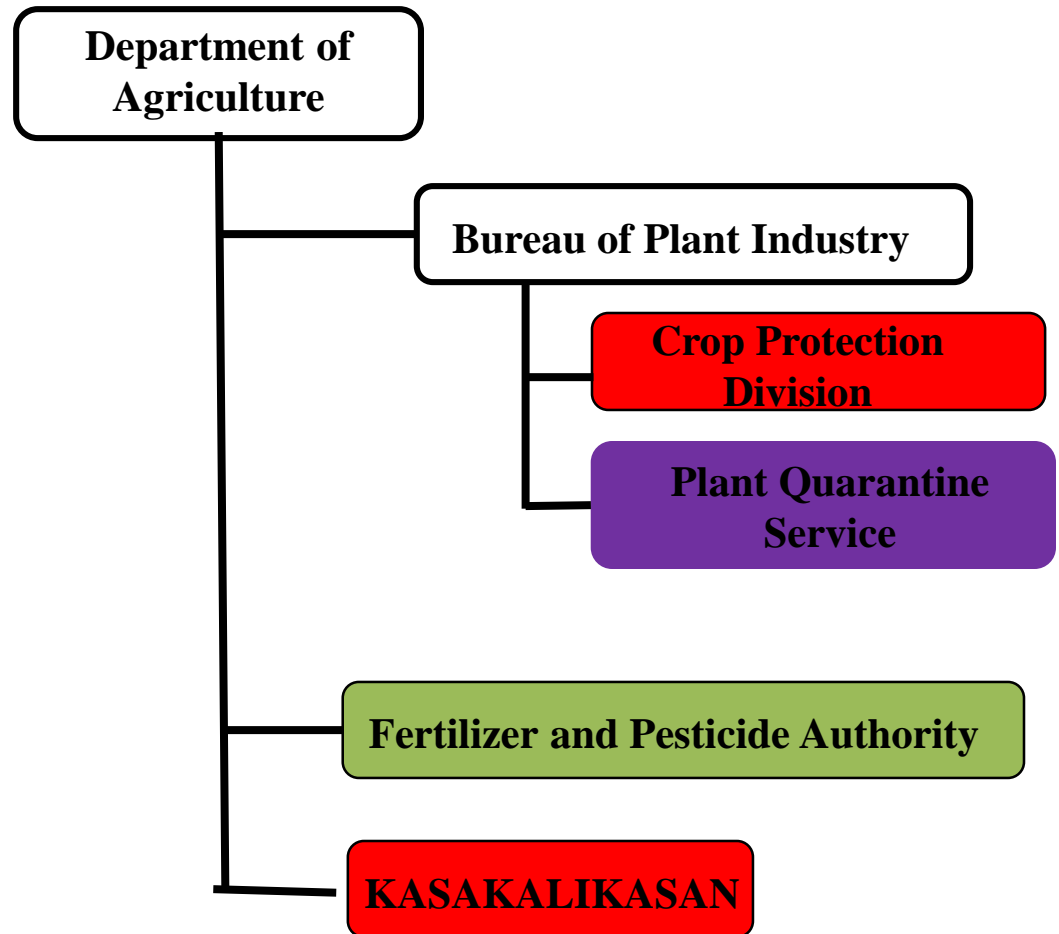 Department of
Agriculture
Bureau of Plant Industry
Crop Protection
Division
Plant Quarantine
Service
Fertilizer and Pesticide Authority
KASAKALIKASAN